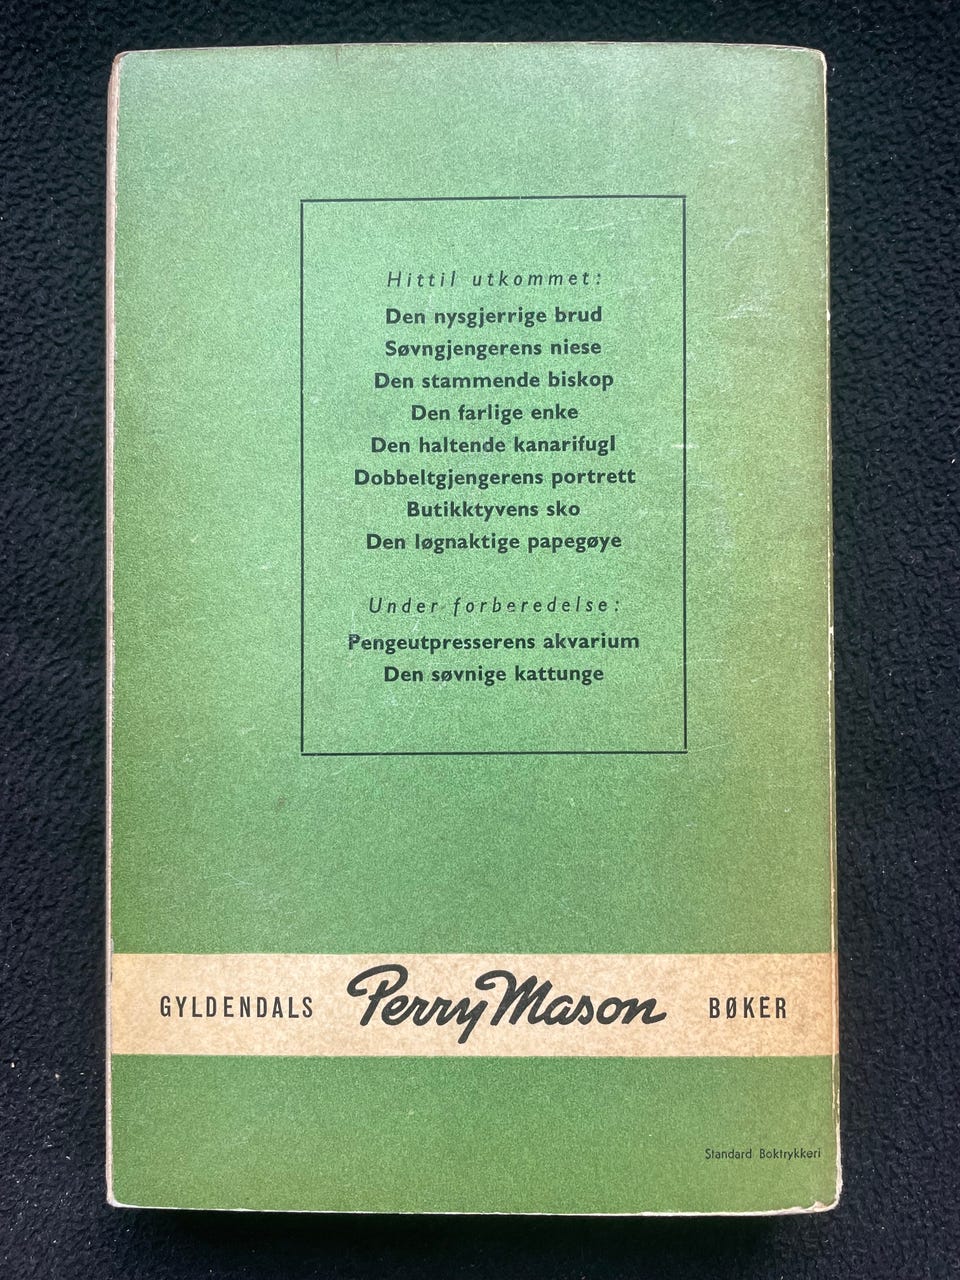 Hittil utkommet:
Den nysgjerrige brud
Søvngjengerens niese
Den stammende biskop
Den farlige enke
Den haltende kanarifugl
Dobbeltgjengerens portrett
Butikktyvens sko
Den løgnaktige papegøye
Under forberedelse:
Pengeutpresserens akvarium
Den søvnige kattunge
GYLDENDALS Perry Mason BØKER
Standard Boktrykkeri